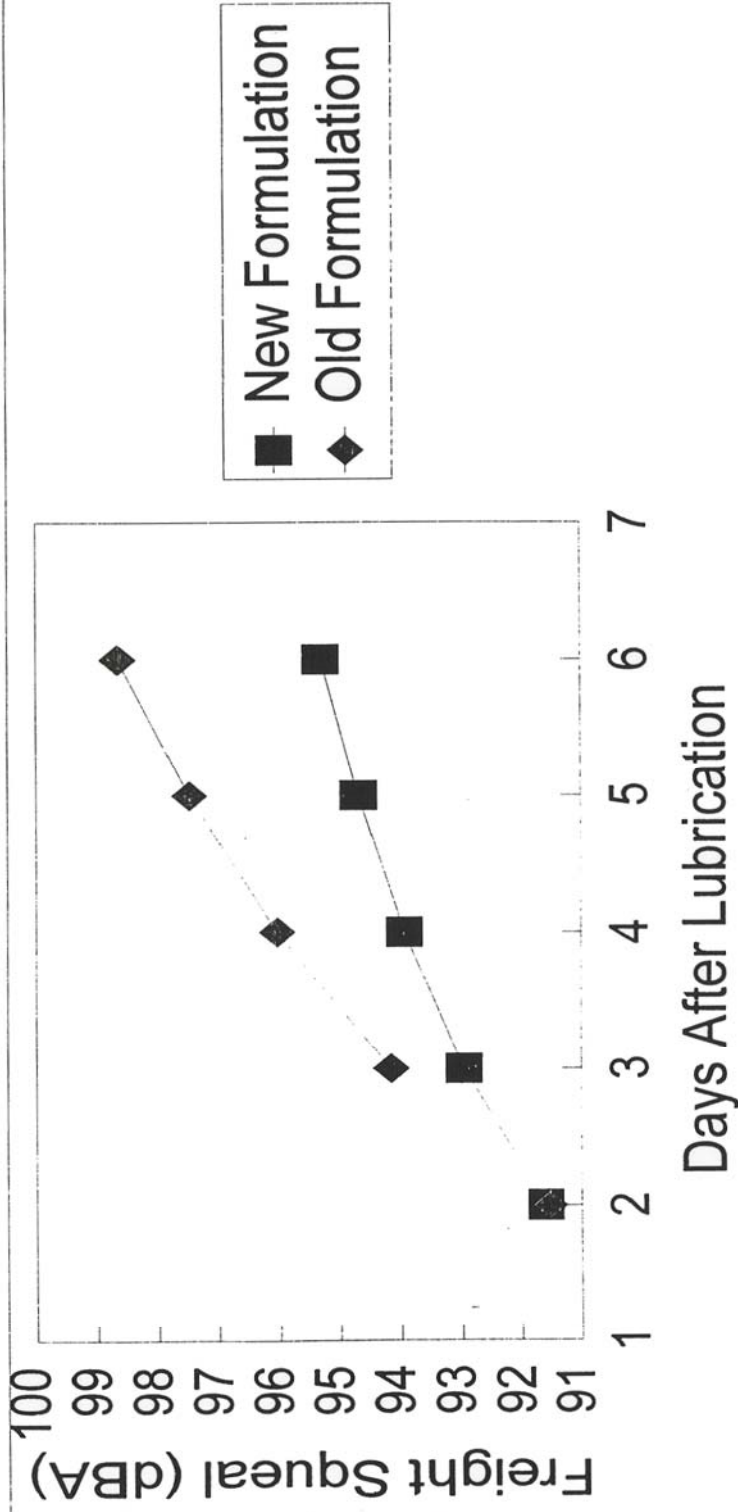 Freight Squeal (dBA)
100
99
98
97
96
95
94
93
92
91
1 2 3 4 5 6 7
Days After Lubrication
New Formulation
Old Formulation